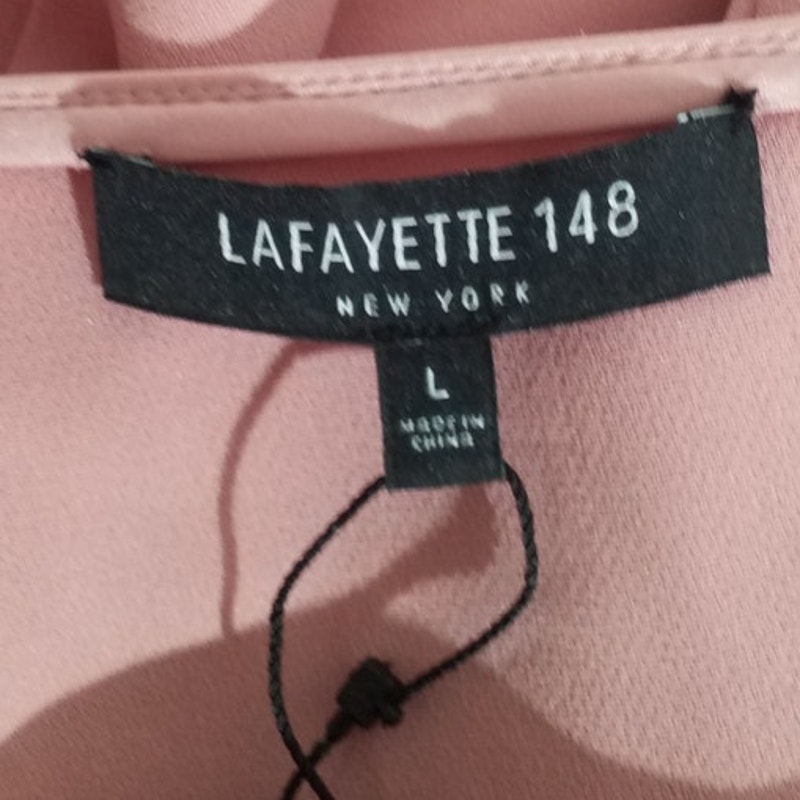 LAFAYETTE 148
NEW YORK
L
MADE IN
CHINA